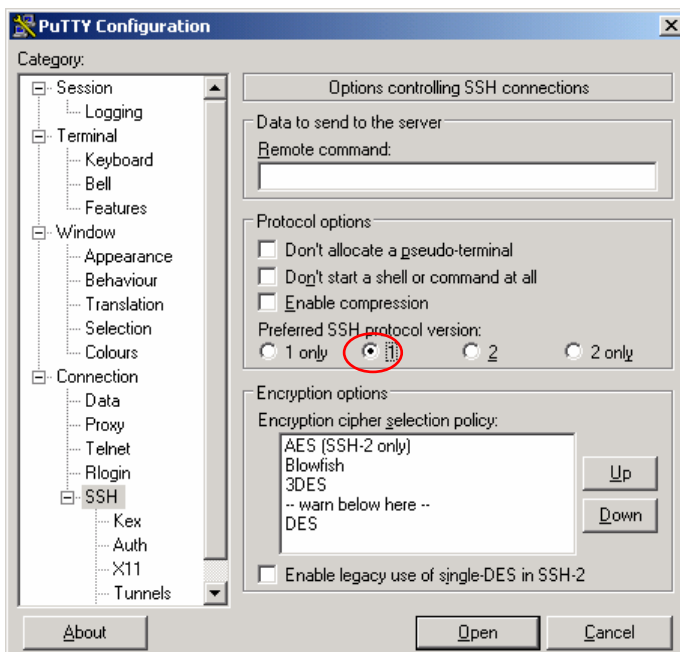 PuTTY Configuration
Category:
Session
Logging
Terminal
Keyboard
Bell
Features
Window
Appearance
Behaviour
Translation
Selection
Colours
Connection
Data
Proxy
Telnet
Rlogin
SSH
Kex
Auth
X11
Tunnels
Options controlling SSH connections
Data to send to the server
Remote command:
Protocol options
Don't allocate a pseudo-terminal
Don't start a shell or command at all
Enable compression
Preferred SSH protocol version:
1 only 1 2 2 only
Encryption options
Encryption cipher selection policy:
AES (SSH-2 only)
Blowfish
3DES
-- warn below here --
DES
Up
Down
Enable legacy use of single-DES in SSH-2
About Open Cancel